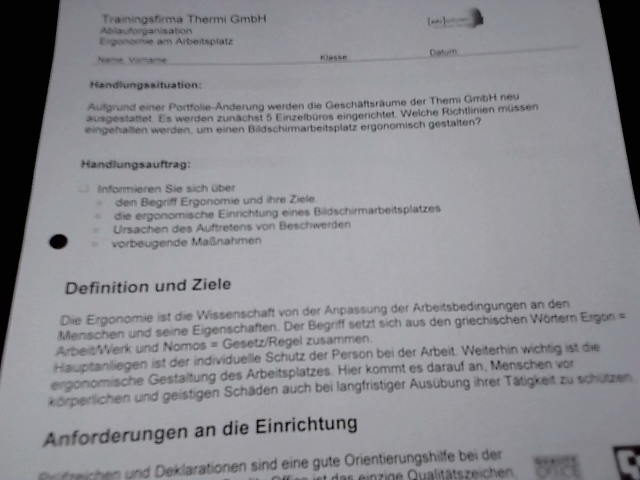 Trainingsfirma Thermi GmbH
Ablauforganisation
Ergonomie am Arbeitsplatz
Name, Vorname Klasse Datum
Handlungssituation:
Aufgrund einer Portfolie-Änderung werden die Geschäftsräume der Themi GmbH neu
ausgestattet. Es werden zunächst 5 Einzelbüros eingerichtet. Welche Richtlinien müssen
eingehalten werden, um einen Bildschirmarbeitsplatz ergonomisch gestalten?
Handlungsauftrag:
Informieren Sie sich über
den Begriff Ergonomie und ihre Ziele.
die ergonomische Einrichtung eines Bildschirmarbeitsplatzes
Ursachen des Auftretens von Beschwerden
vorbeugende Maßnahmen
Definition und Ziele
Die Ergonomie ist die Wissenschaft von der Anpassung der Arbeitsbedingungen an den
Menschen und seine Eigenschaften. Der Begriff setzt sich aus den griechischen Wörtern Ergon =
Arbeit/Werk und Nomos = Gesetz/Regel zusammen.
Hauptanliegen ist der individuelle Schutz der Person bei der Arbeit. Weiterhin wichtig ist die
ergonomische Gestaltung des Arbeitsplatzes. Hier kommt es darauf an, Menschen vor
körperlichen und geistigen Schäden auch bei langfristiger Ausübung ihrer Tätigkeit zu schützen.
Anforderungen an die Einrichtung
Prüfzeichen und Deklarationen sind eine gute Orientierungshilfe bei der
Office ist das einzige Qualitätszeichen,